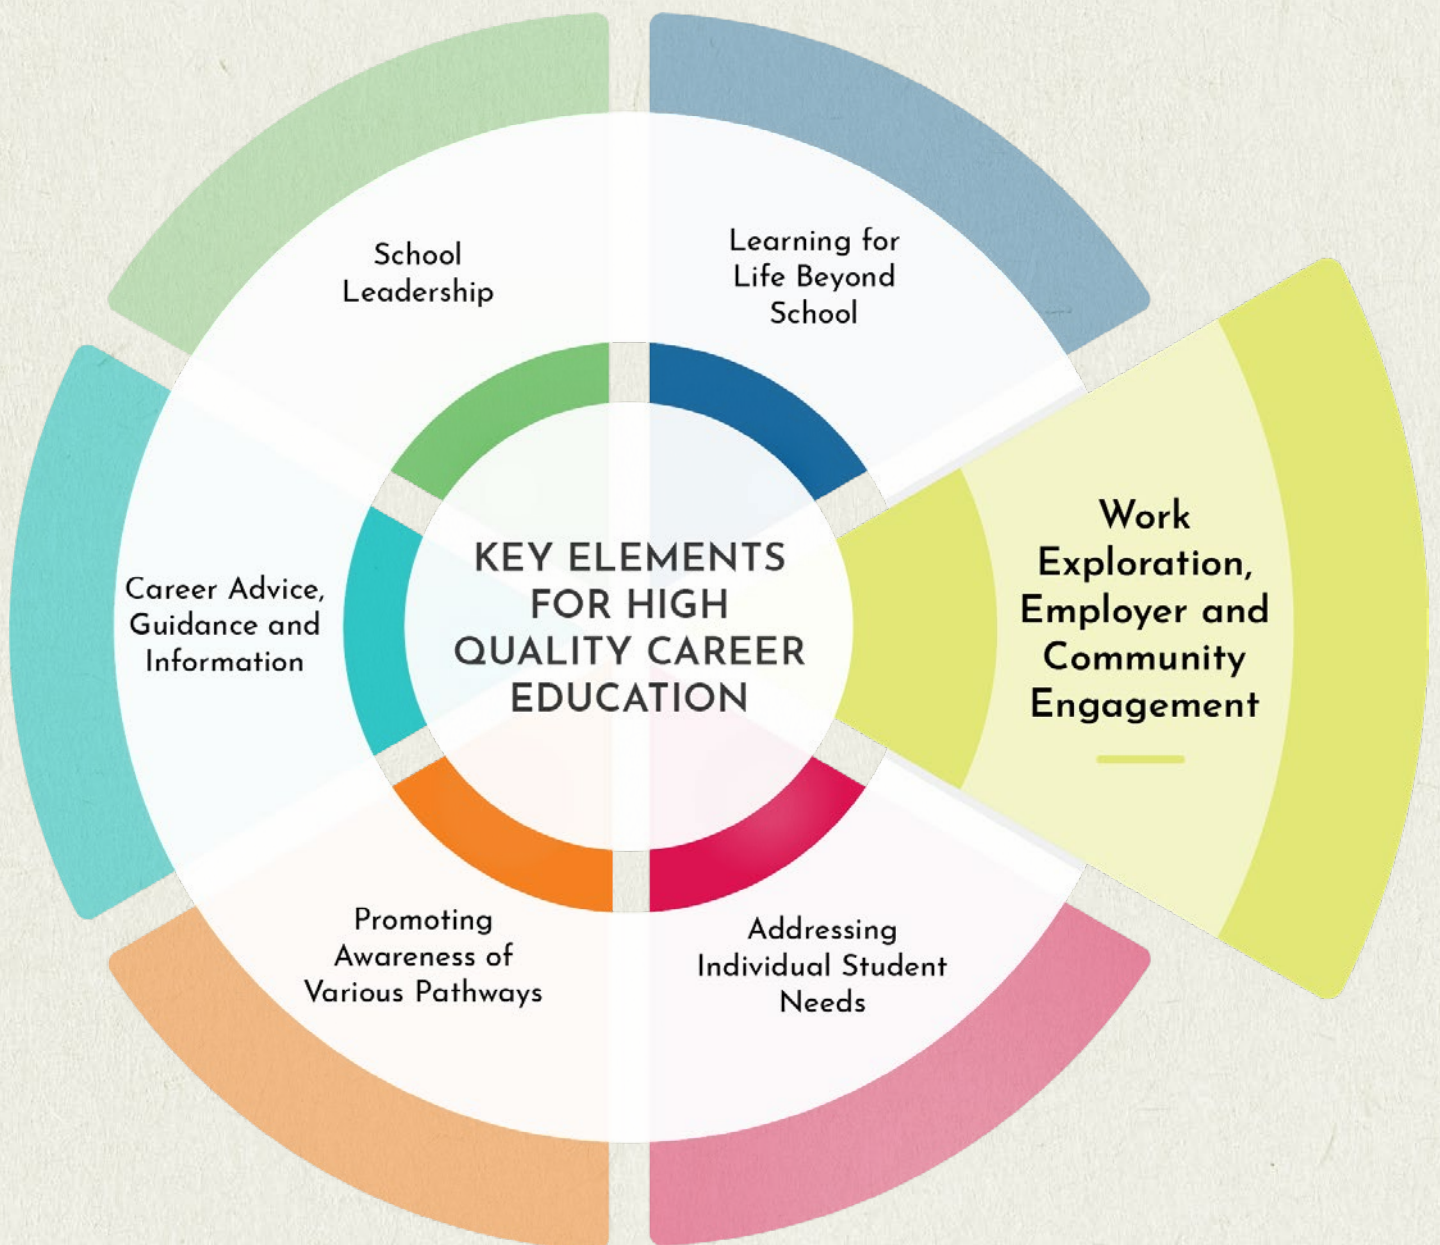 KEY ELEMENTS
FOR HIGH
QUALITY CAREER
EDUCATION
School
Leadership
Learning for
Life Beyond
School
Work
Exploration,
Employer and
Community
Engagement
Addressing
Individual Student
Needs
Promoting
Awareness of
Various Pathways
Career Advice,
Guidance and
Information